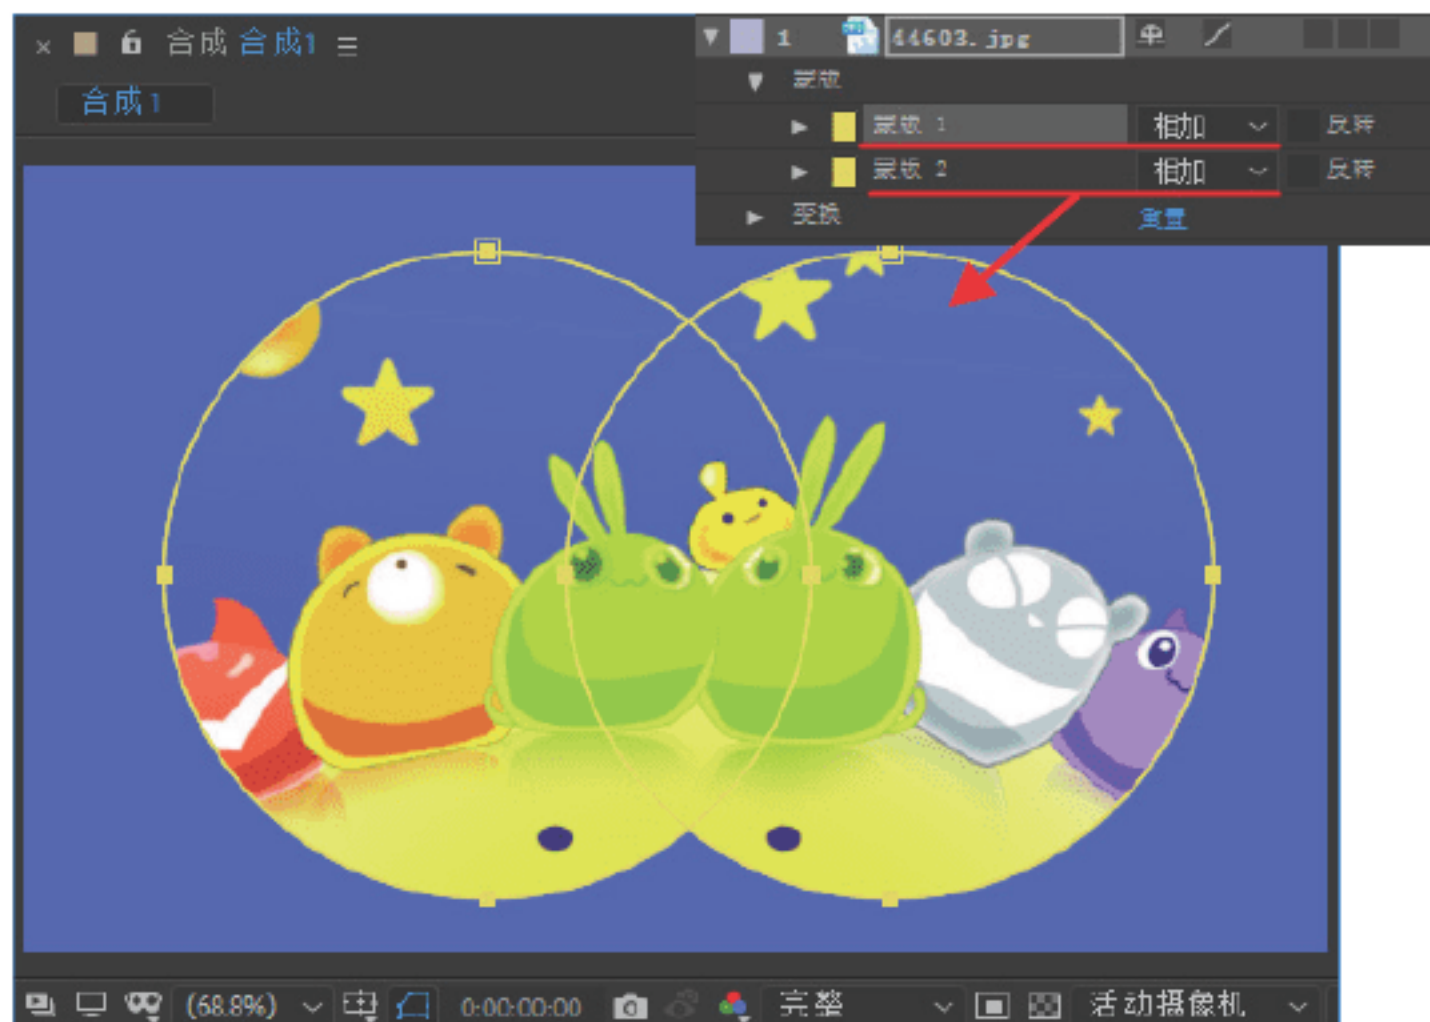 合成 合成1
合成1
1 44603.jpg
蒙版
蒙版 1 相加 反转
蒙版 2 相加 反转
变换 重置
(68.8%) 0:00:00:00 完整 活动摄像机